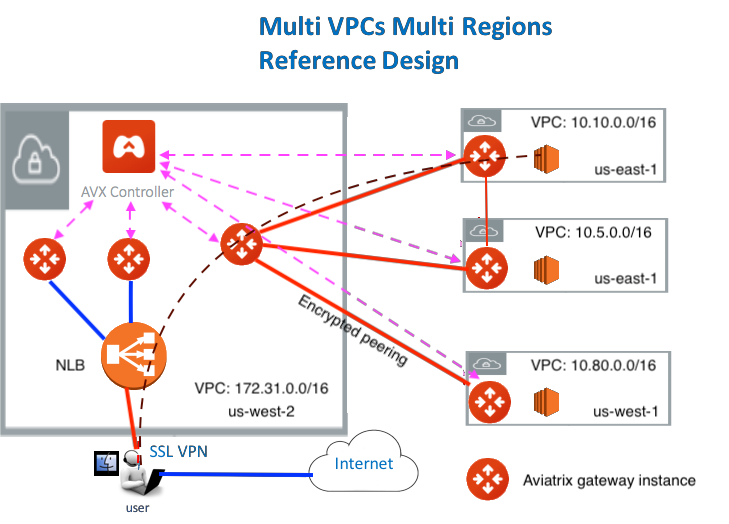 Multi VPCs Multi Regions
Reference Design
AVX Controller
VPC: 10.10.0.0/16
us-east-1
VPC: 10.5.0.0/16
us-east-1
Encrypted peering
NLB
VPC: 172.31.0.0/16
us-west-2
VPC: 10.80.0.0/16
us-west-1
SSL VPN
Internet
user
Aviatrix gateway instance